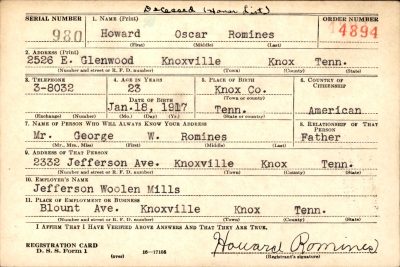 Deceased (Honor List)
SERIAL NUMBER 1. NAME (Print) ORDER NUMBER
980 Howard Oscar Romines 4894
(First) (Middle) (Last)
2. ADDRESS (Print)
2526 E. Glenwood Knoxville Knox Tenn.
(Number and street or R. F. D. number) (Town) (County) (State)
3. TELEPHONE 4. AGE IN YEARS 5. PLACE OF BIRTH 6. COUNTRY OF CITIZENSHIP
3-8032 23 Knox Co.
DATE OF BIRTH (Town or county)
Jan. 18, 1917 Tenn. American
(Exchange) (Number) (Mo.) (Day) (Yr.) (State or country)
7. NAME OF PERSON WHO WILL ALWAYS KNOW YOUR ADDRESS 8. RELATIONSHIP OF THAT PERSON
Mr. George W. Romines Father
(Mr., Mrs., Miss) (First) (Middle) (Last)
9. ADDRESS OF THAT PERSON
2332 Jefferson Ave. Knoxville Knox Tenn.
(Number and street or R. F. D. number) (Town) (County) (State)
10. EMPLOYER'S NAME
Jefferson Woolen Mills
11. PLACE OF EMPLOYMENT OR BUSINESS
Blount Ave. Knoxville Knox Tenn.
(Number and street or R. F. D. number) (Town) (County) (State)
I AFFIRM THAT I HAVE VERIFIED ABOVE ANSWERS AND THAT THEY ARE TRUE.
REGISTRATION CARD
D. S. S. Form 1 (over) 16—17105 Howard Romines
(Registrant's signature)